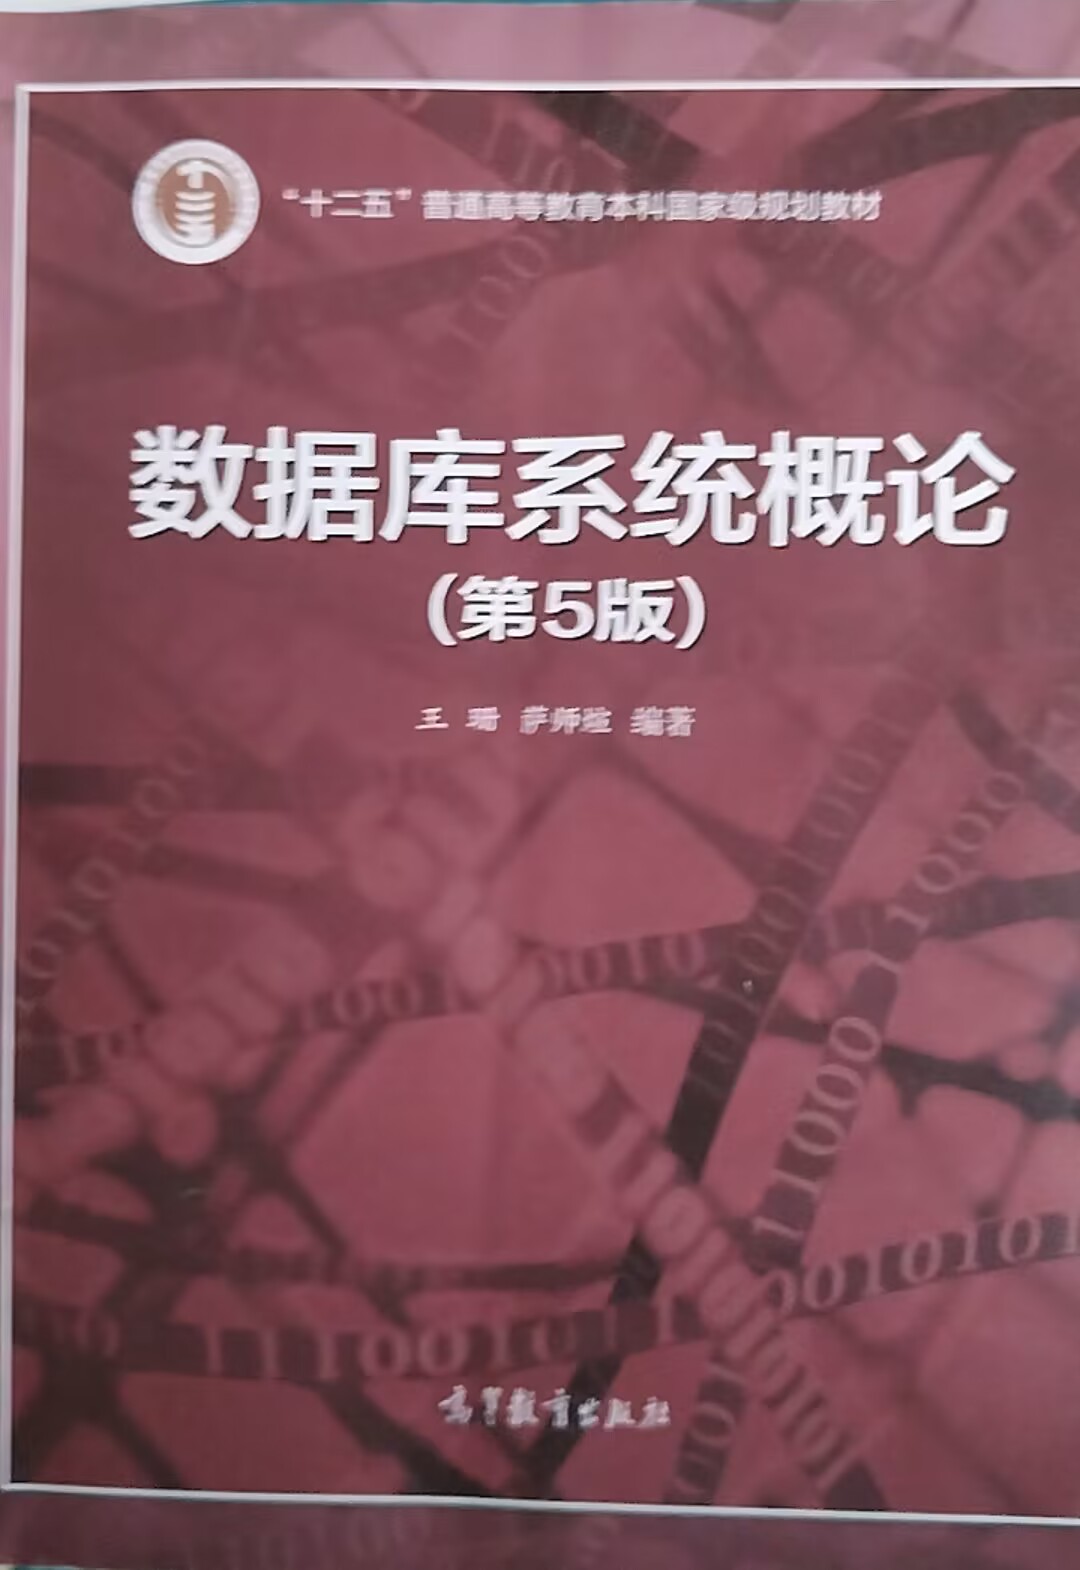 “十二五”普通高等教育本科国家级规划教材
数据库系统概论
(第5版)
王 珊 萨师煊 编著
高等教育出版社